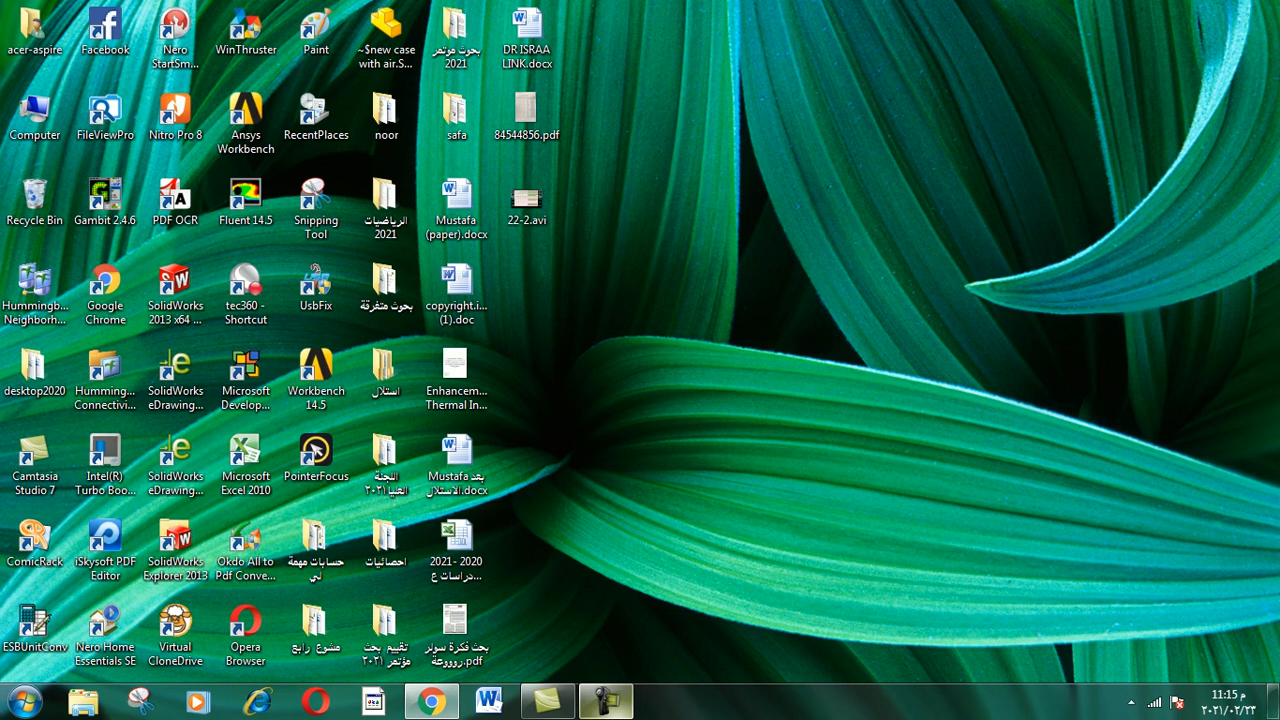 acer-aspire
Facebook
Nero
StartSm...
WinThruster
Paint
~$new case
with air.S...
بحوث موتمر
2021
DR ISRAA
LINK.docx
Computer
FileViewPro
Nitro Pro 8
Ansys
Workbench
RecentPlaces
noor
safa
84544856.pdf
Recycle Bin
Gambit 2.4.6
PDF OCR
Fluent 14.5
Snipping
Tool
الرياضيات
2021
Mustafa
(paper).docx
22-2.avi
Hummingb...
Neighborh...
Google
Chrome
SolidWorks
2013 x64 ...
tec360 -
Shortcut
UsbFix
بحوث متفرقة
copyright.i...
(1).doc
desktop2020
Humming...
Connectivi...
SolidWorks
eDrawing...
Microsoft
Develop...
Workbench
14.5
استلال
Enhancem...
Thermal In...
Camtasia
Studio 7
Intel(R)
Turbo Boo...
SolidWorks
eDrawing...
Microsoft
Excel 2010
PointerFocus
اللجنة
العليا٢٠٢١
Mustafa بعد
الاستلال.docx
ComicRack
iSkysoft PDF
Editor
SolidWorks
Explorer 2013
Okdo All to
Pdf Conve...
حسابات مهمة
لي
احصائيات
2021- 2020
دراسات ع...
ESBUnitConv
Nero Home
Essentials SE
Virtual
CloneDrive
Opera
Browser
مشوع رابع
تقييم بحث
مؤتمر ٢٠٢١
بحث فكرة سولر
رووووعة.pdf
11:15 م
٢٠٢١/٠٢/٢٣